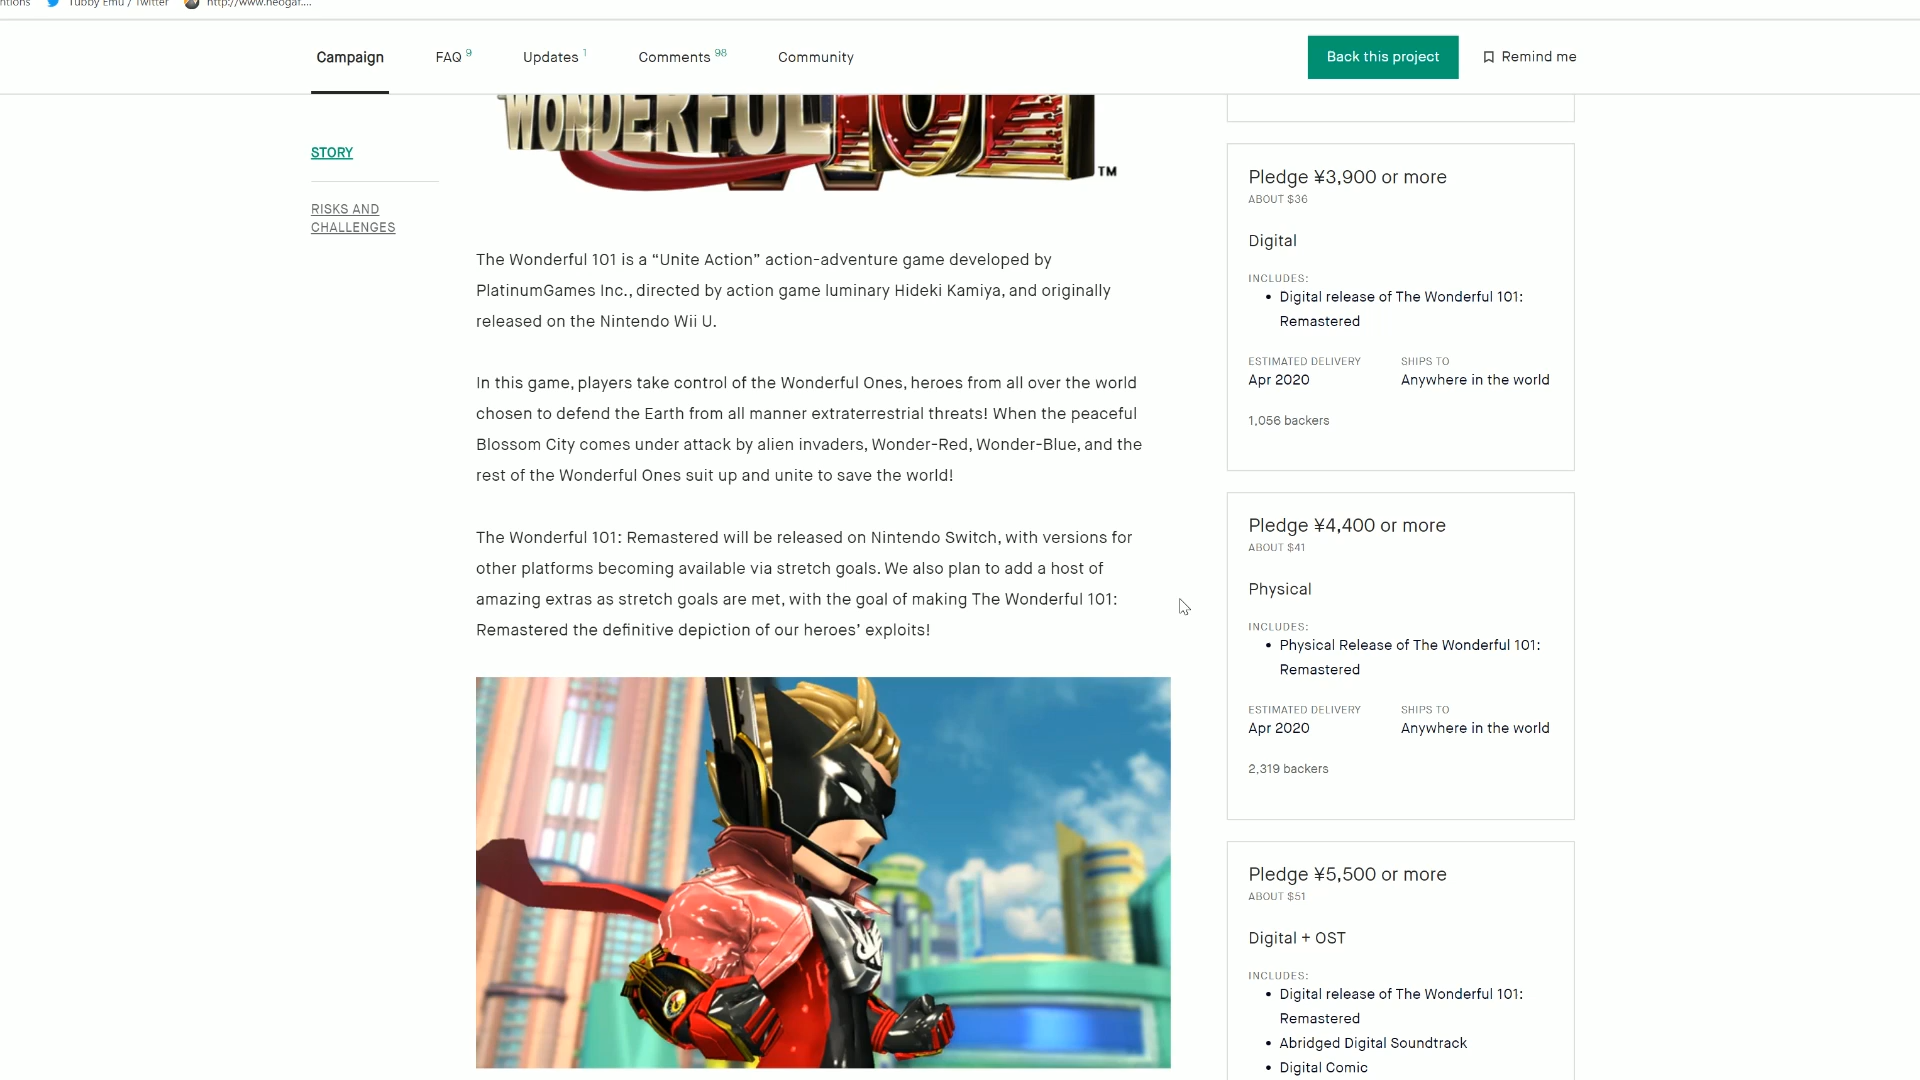 Tubby Emu / Twitter
http://www.neogaf....
Campaign
FAQ 9
Updates 1
Comments 98
Community
Back this project
Remind me
WONDERFUL 101
TM
STORY
RISKS AND
CHALLENGES
The Wonderful 101 is a “Unite Action” action-adventure game developed by
PlatinumGames Inc., directed by action game luminary Hideki Kamiya, and originally
released on the Nintendo Wii U.
In this game, players take control of the Wonderful Ones, heroes from all over the world
chosen to defend the Earth from all manner extraterrestrial threats! When the peaceful
Blossom City comes under attack by alien invaders, Wonder-Red, Wonder-Blue, and the
rest of the Wonderful Ones suit up and unite to save the world!
The Wonderful 101: Remastered will be released on Nintendo Switch, with versions for
other platforms becoming available via stretch goals. We also plan to add a host of
amazing extras as stretch goals are met, with the goal of making The Wonderful 101:
Remastered the definitive depiction of our heroes’ exploits!
Pledge ¥3,900 or more
ABOUT $36
Digital
INCLUDES:
• Digital release of The Wonderful 101:
Remastered
ESTIMATED DELIVERY
Apr 2020
SHIPS TO
Anywhere in the world
1,056 backers
Pledge ¥4,400 or more
ABOUT $41
Physical
INCLUDES:
• Physical Release of The Wonderful 101:
Remastered
ESTIMATED DELIVERY
Apr 2020
SHIPS TO
Anywhere in the world
2,319 backers
Pledge ¥5,500 or more
ABOUT $51
Digital + OST
INCLUDES:
• Digital release of The Wonderful 101:
Remastered
• Abridged Digital Soundtrack
• Digital Comic